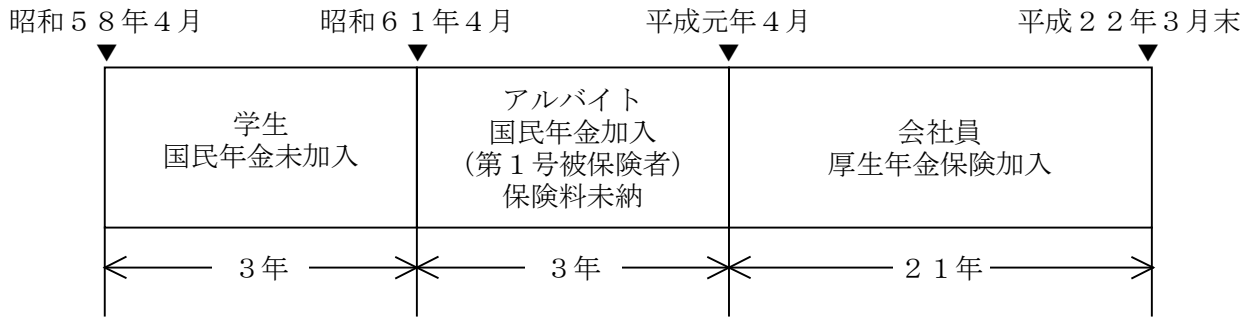 昭和５８年４月
昭和６１年４月
平成元年４月
平成２２年３月末
学生
国民年金未加入
アルバイト
国民年金加入
（第１号被保険者）
保険料未納
会社員
厚生年金保険加入
３年
３年
２１年